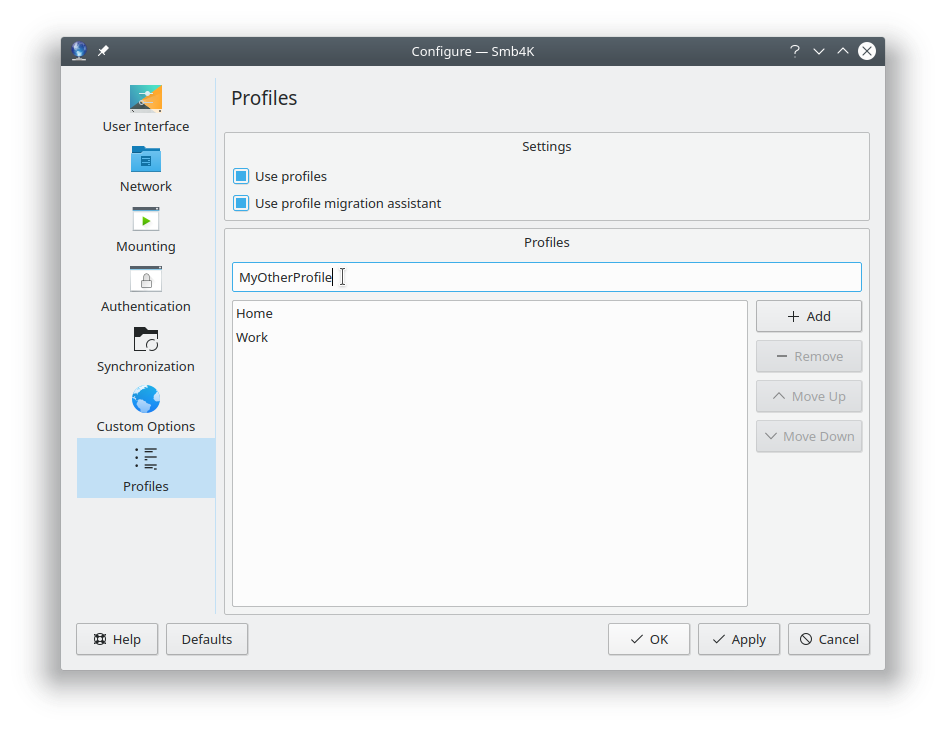 Configure — Smb4K
User Interface
Network
Mounting
Authentication
Synchronization
Custom Options
Profiles
Profiles
Settings
Use profiles
Use profile migration assistant
Profiles
MyOtherProfile
Home
Work
Add
Remove
Move Up
Move Down
Help
Defaults
OK
Apply
Cancel